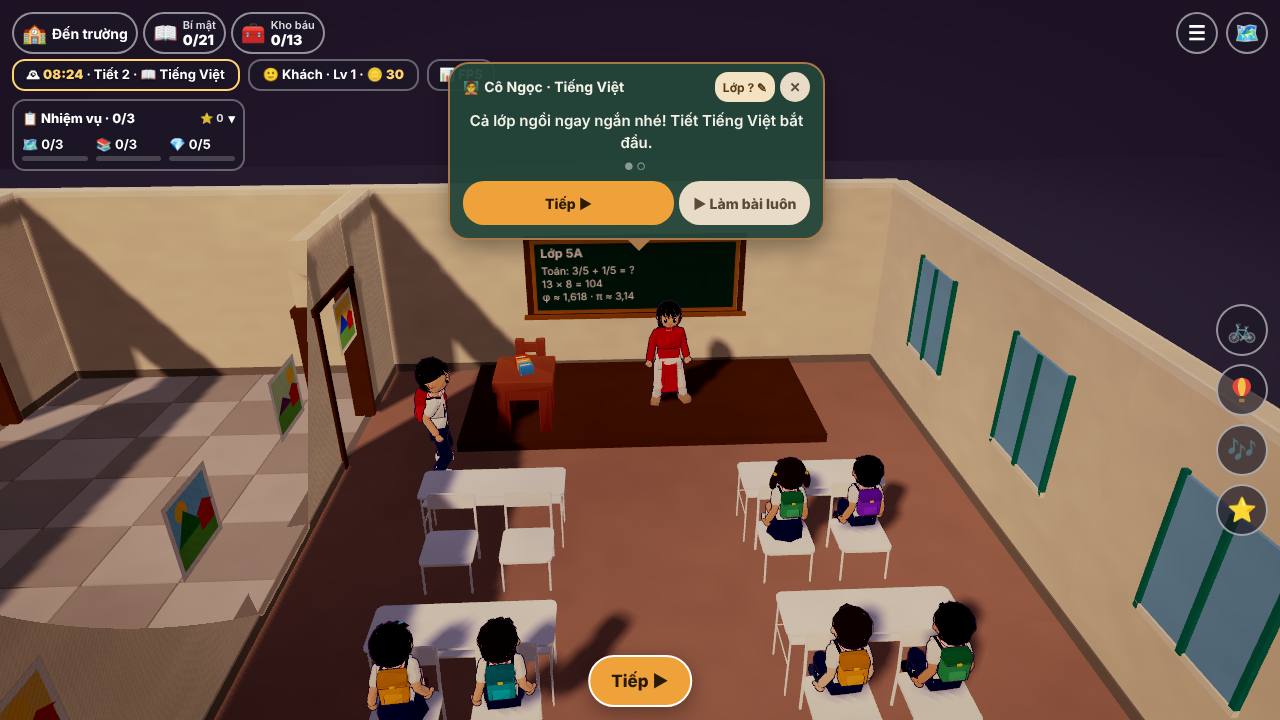 Đến trường
Bí mật
0/21
Kho báu
0/13
08:24 · Tiết 2 · Tiếng Việt
Khách · Lv 1 · 30
Nhiệm vụ · 0/3
0 ▾
0/3
0/3
0/5
Cô Ngọc · Tiếng Việt
Lớp ? ✎
✕
Cả lớp ngồi ngay ngắn nhé! Tiết Tiếng Việt bắt
đầu.
Tiếp ▶
▶ Làm bài luôn
Lớp 5A
Toán: 3/5 + 1/5 = ?
13 × 8 = 104
φ ≈ 1,618 · π ≈ 3,14
Tiếp ▶